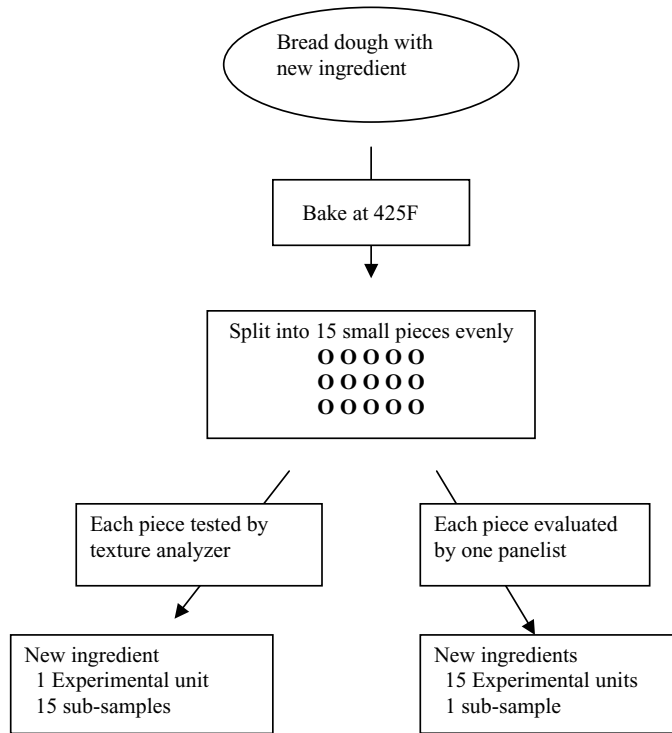 Bread dough with
new ingredient
Bake at 425F
Split into 15 small pieces evenly
O O O O O
O O O O O
O O O O O
Each piece tested by
texture analyzer
Each piece evaluated
by one panelist
New ingredient
1 Experimental unit
15 sub-samples
New ingredients
15 Experimental units
1 sub-sample